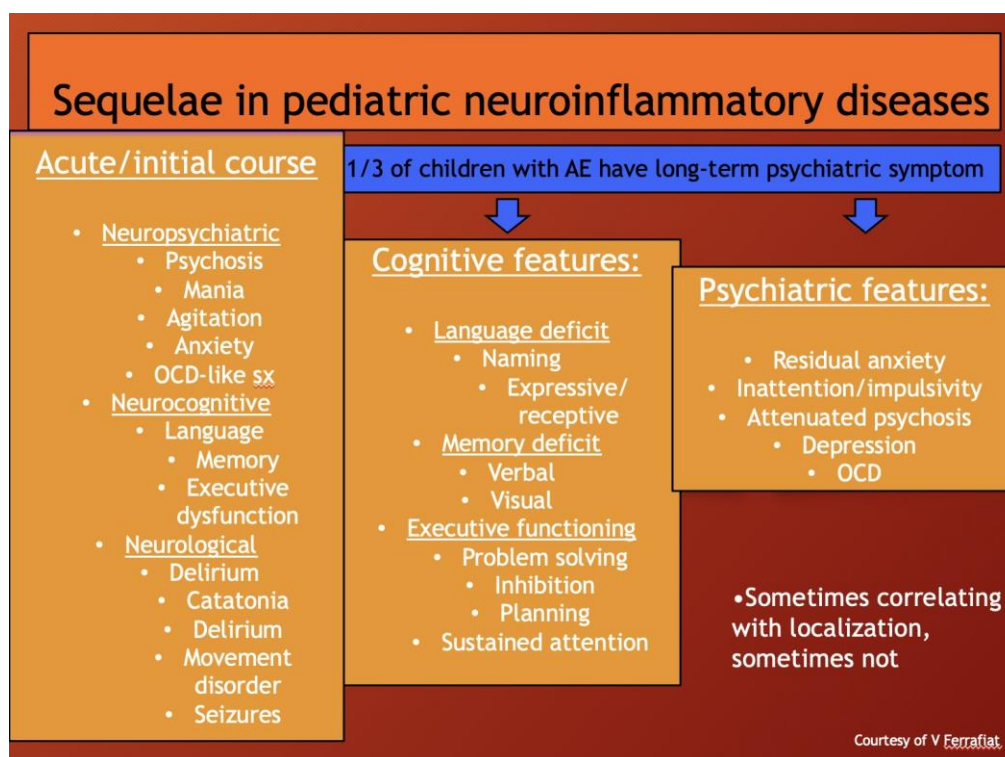 Sequelae in pediatric neuroinflammatory diseases
Acute/initial course
• Neuropsychiatric
• Psychosis
• Mania
• Agitation
• Anxiety
• OCD-like sx
• Neurocognitive
• Language
• Memory
• Executive
dysfunction
• Neurological
• Delirium
• Catatonia
• Delirium
• Movement
disorder
• Seizures
1/3 of children with AE have long-term psychiatric symptom
Cognitive features:
• Language deficit
• Naming
• Expressive/
receptive
• Memory deficit
• Verbal
• Visual
• Executive functioning
• Problem solving
• Inhibition
• Planning
• Sustained attention
Psychiatric features:
• Residual anxiety
• Inattention/impulsivity
• Attenuated psychosis
• Depression
• OCD
•Sometimes correlating
with localization,
sometimes not
Courtesy of V Ferrafiat